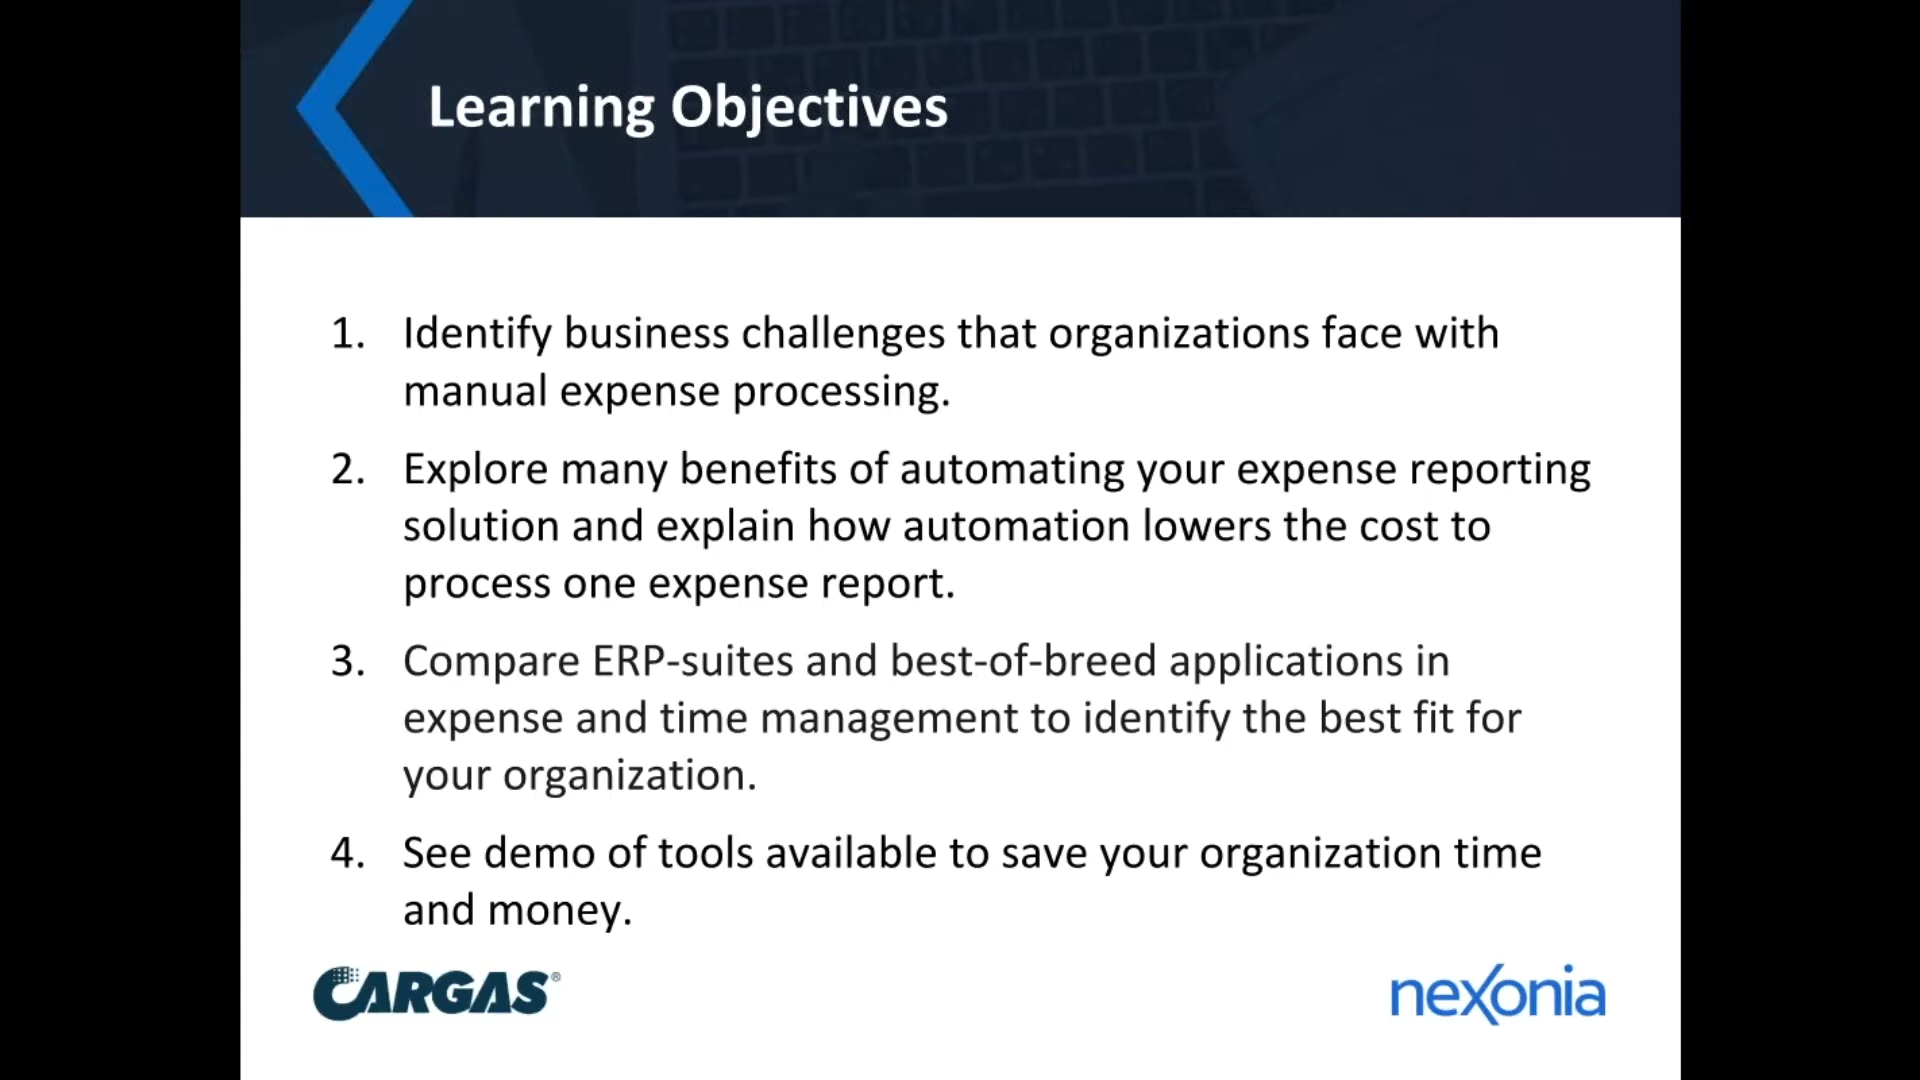 Learning Objectives
1. Identify business challenges that organizations face with
manual expense processing.
2. Explore many benefits of automating your expense reporting
solution and explain how automation lowers the cost to
process one expense report.
3. Compare ERP-suites and best-of-breed applications in
expense and time management to identify the best fit for
your organization.
4. See demo of tools available to save your organization time
and money.
CARGAS®
nexonia